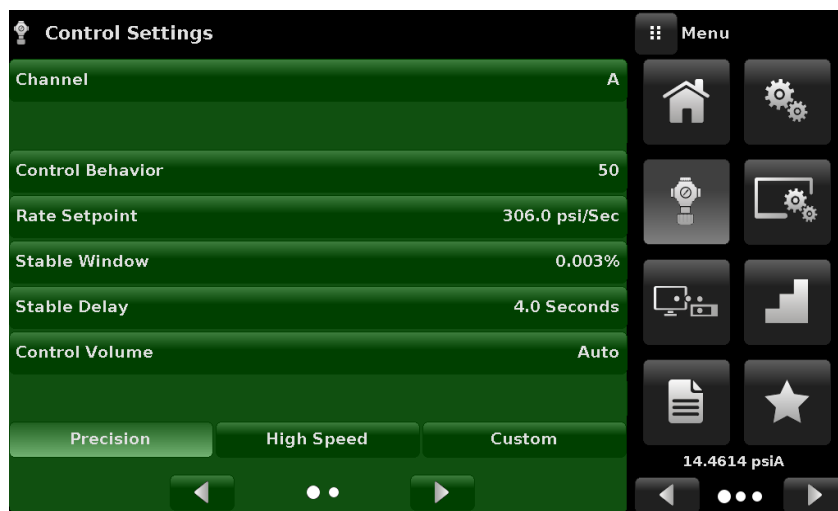 Control Settings
Menu
Channel A
Control Behavior 50
Rate Setpoint 306.0 psi/Sec
Stable Window 0.003%
Stable Delay 4.0 Seconds
Control Volume Auto
Precision High Speed Custom
14.4614 psiA